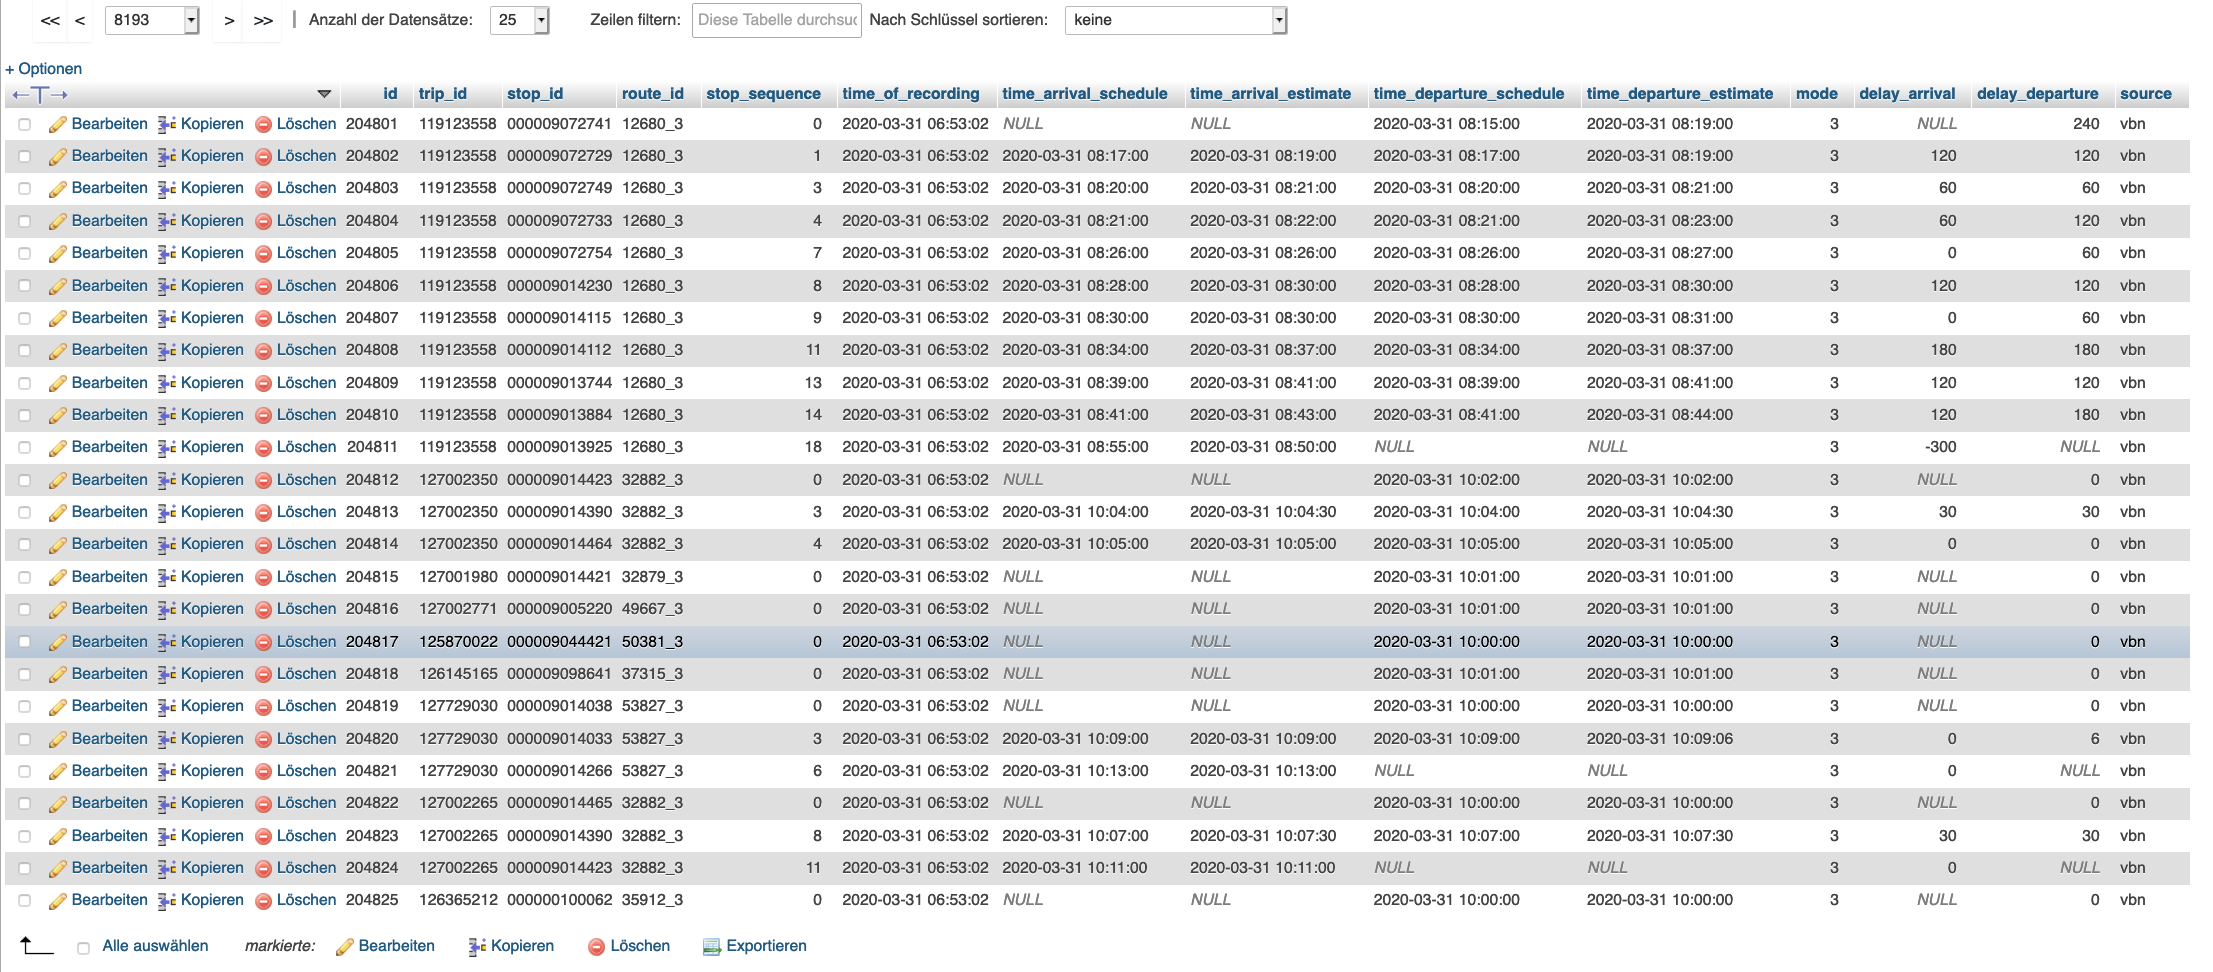 << < 8193 > >> | Anzahl der Datensätze: 25 Zeilen filtern: Diese Tabelle durchsuc Nach Schlüssel sortieren: keine
+ Optionen
←T→ id trip_id stop_id route_id stop_sequence time_of_recording time_arrival_schedule time_arrival_estimate time_departure_schedule time_departure_estimate mode delay_arrival delay_departure source
Bearbeiten Kopieren Löschen 204801 119123558 000009072741 12680_3 0 2020-03-31 06:53:02 NULL NULL 2020-03-31 08:15:00 2020-03-31 08:19:00 3 NULL 240 vbn
Bearbeiten Kopieren Löschen 204802 119123558 000009072729 12680_3 1 2020-03-31 06:53:02 2020-03-31 08:17:00 2020-03-31 08:19:00 2020-03-31 08:17:00 2020-03-31 08:19:00 3 120 120 vbn
Bearbeiten Kopieren Löschen 204803 119123558 000009072749 12680_3 3 2020-03-31 06:53:02 2020-03-31 08:20:00 2020-03-31 08:21:00 2020-03-31 08:20:00 2020-03-31 08:21:00 3 60 60 vbn
Bearbeiten Kopieren Löschen 204804 119123558 000009072733 12680_3 4 2020-03-31 06:53:02 2020-03-31 08:21:00 2020-03-31 08:22:00 2020-03-31 08:21:00 2020-03-31 08:23:00 3 60 120 vbn
Bearbeiten Kopieren Löschen 204805 119123558 000009072754 12680_3 7 2020-03-31 06:53:02 2020-03-31 08:26:00 2020-03-31 08:26:00 2020-03-31 08:26:00 2020-03-31 08:27:00 3 0 60 vbn
Bearbeiten Kopieren Löschen 204806 119123558 000009014230 12680_3 8 2020-03-31 06:53:02 2020-03-31 08:28:00 2020-03-31 08:30:00 2020-03-31 08:28:00 2020-03-31 08:30:00 3 120 120 vbn
Bearbeiten Kopieren Löschen 204807 119123558 000009014115 12680_3 9 2020-03-31 06:53:02 2020-03-31 08:30:00 2020-03-31 08:30:00 2020-03-31 08:30:00 2020-03-31 08:31:00 3 0 60 vbn
Bearbeiten Kopieren Löschen 204808 119123558 000009014112 12680_3 11 2020-03-31 06:53:02 2020-03-31 08:34:00 2020-03-31 08:37:00 2020-03-31 08:34:00 2020-03-31 08:37:00 3 180 180 vbn
Bearbeiten Kopieren Löschen 204809 119123558 000009013744 12680_3 13 2020-03-31 06:53:02 2020-03-31 08:39:00 2020-03-31 08:41:00 2020-03-31 08:39:00 2020-03-31 08:41:00 3 120 120 vbn
Bearbeiten Kopieren Löschen 204810 119123558 000009013884 12680_3 14 2020-03-31 06:53:02 2020-03-31 08:41:00 2020-03-31 08:43:00 2020-03-31 08:41:00 2020-03-31 08:44:00 3 120 180 vbn
Bearbeiten Kopieren Löschen 204811 119123558 000009013925 12680_3 18 2020-03-31 06:53:02 2020-03-31 08:55:00 2020-03-31 08:50:00 NULL NULL 3 -300 NULL vbn
Bearbeiten Kopieren Löschen 204812 127002350 000009014423 32882_3 0 2020-03-31 06:53:02 NULL NULL 2020-03-31 10:02:00 2020-03-31 10:02:00 3 NULL 0 vbn
Bearbeiten Kopieren Löschen 204813 127002350 000009014390 32882_3 3 2020-03-31 06:53:02 2020-03-31 10:04:00 2020-03-31 10:04:30 2020-03-31 10:04:00 2020-03-31 10:04:30 3 30 30 vbn
Bearbeiten Kopieren Löschen 204814 127002350 000009014464 32882_3 4 2020-03-31 06:53:02 2020-03-31 10:05:00 2020-03-31 10:05:00 2020-03-31 10:05:00 2020-03-31 10:05:00 3 0 0 vbn
Bearbeiten Kopieren Löschen 204815 127001980 000009014421 32879_3 0 2020-03-31 06:53:02 NULL NULL 2020-03-31 10:01:00 2020-03-31 10:01:00 3 NULL 0 vbn
Bearbeiten Kopieren Löschen 204816 127002771 000009005220 49667_3 0 2020-03-31 06:53:02 NULL NULL 2020-03-31 10:01:00 2020-03-31 10:01:00 3 NULL 0 vbn
Bearbeiten Kopieren Löschen 204817 125870022 000009044421 50381_3 0 2020-03-31 06:53:02 NULL NULL 2020-03-31 10:00:00 2020-03-31 10:00:00 3 NULL 0 vbn
Bearbeiten Kopieren Löschen 204818 126145165 000009098641 37315_3 0 2020-03-31 06:53:02 NULL NULL 2020-03-31 10:01:00 2020-03-31 10:01:00 3 NULL 0 vbn
Bearbeiten Kopieren Löschen 204819 127729030 000009014038 53827_3 0 2020-03-31 06:53:02 NULL NULL 2020-03-31 10:00:00 2020-03-31 10:00:00 3 NULL 0 vbn
Bearbeiten Kopieren Löschen 204820 127729030 000009014033 53827_3 3 2020-03-31 06:53:02 2020-03-31 10:09:00 2020-03-31 10:09:00 2020-03-31 10:09:00 2020-03-31 10:09:06 3 0 6 vbn
Bearbeiten Kopieren Löschen 204821 127729030 000009014266 53827_3 6 2020-03-31 06:53:02 2020-03-31 10:13:00 2020-03-31 10:13:00 NULL NULL 3 0 NULL vbn
Bearbeiten Kopieren Löschen 204822 127002265 000009014465 32882_3 0 2020-03-31 06:53:02 NULL NULL 2020-03-31 10:00:00 2020-03-31 10:00:00 3 NULL 0 vbn
Bearbeiten Kopieren Löschen 204823 127002265 000009014390 32882_3 8 2020-03-31 06:53:02 2020-03-31 10:07:00 2020-03-31 10:07:30 2020-03-31 10:07:00 2020-03-31 10:07:30 3 30 30 vbn
Bearbeiten Kopieren Löschen 204824 127002265 000009014423 32882_3 11 2020-03-31 06:53:02 2020-03-31 10:11:00 2020-03-31 10:11:00 NULL NULL 3 0 NULL vbn
Bearbeiten Kopieren Löschen 204825 126365212 000000100062 35912_3 0 2020-03-31 06:53:02 NULL NULL 2020-03-31 10:00:00 2020-03-31 10:00:00 3 NULL 0 vbn
Alle auswählen markierte: Bearbeiten Kopieren Löschen Exportieren